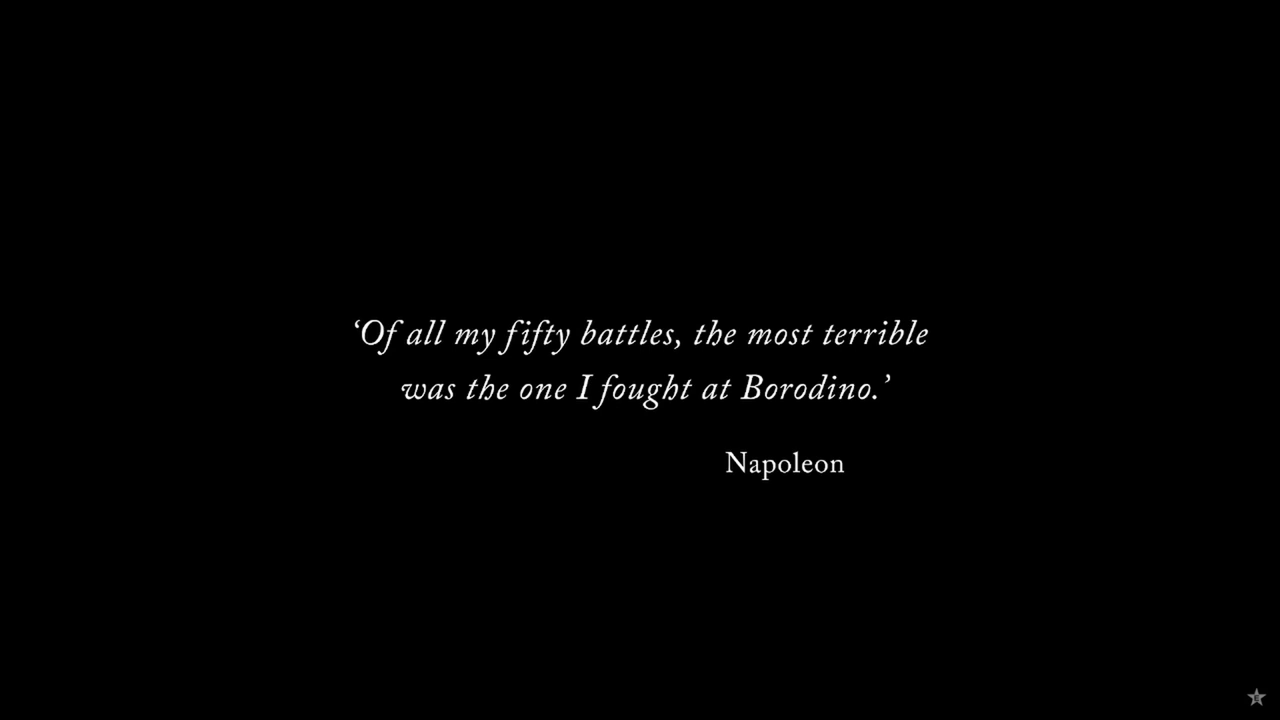 ‘Of all my fifty battles, the most terrible
was the one I fought at Borodino.’
Napoleon